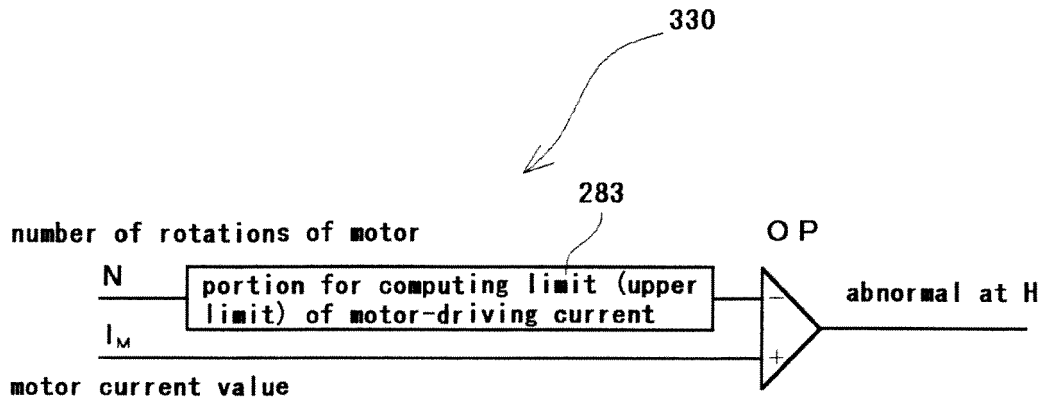 330
283
number of rotations of motor
O P
N
portion for computing limit (upper
limit) of motor-driving current
−
abnormal at H
I_M
+
motor current value